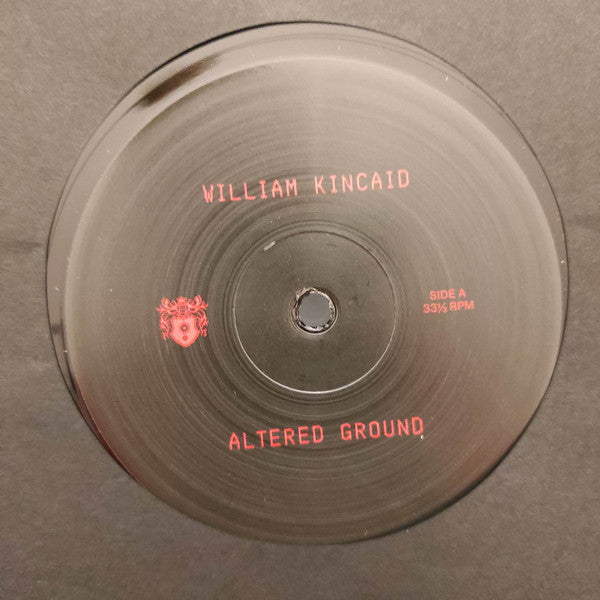 WILLIAM KINCAID
SIDE A
33⅓ RPM
ALTERED GROUND